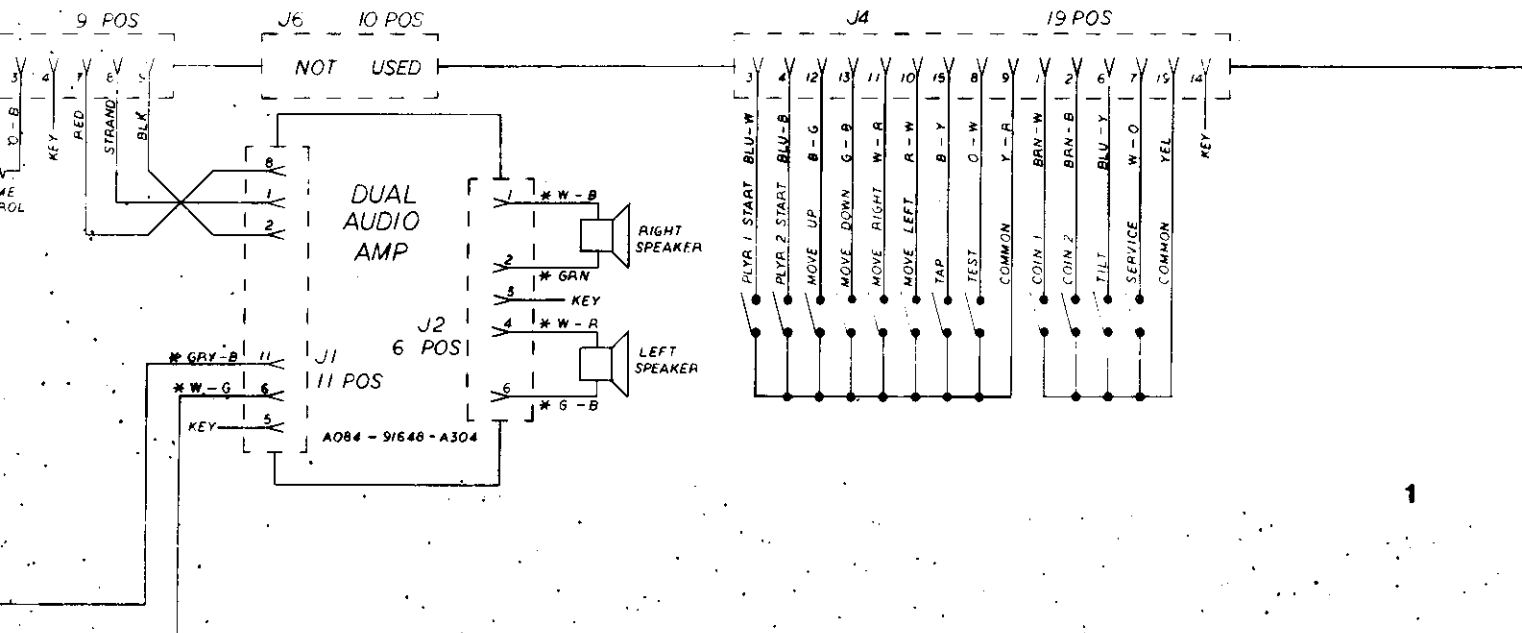 9 POS
J6 10 POS
J4 19 POS
NOT USED
3 4 7 8
3 4 12 13 11 10 15 8 9 1 2 6 7 19 14
O-B
KEY
RED
STRAND
BLK
PLYR 1 START BLU-W
PLYR 2 START BLU-B
MOVE UP B-G
MOVE DOWN G-B
MOVE RIGHT W-R
MOVE LEFT R-W
TAP B-Y
TEST O-W
COMMON Y-R
COIN 1 BRN-W
COIN 2 BRN-B
TILT BLU-Y
SERVICE W-O
COMMON YEL
KEY
8
1
2
DUAL
AUDIO
AMP
1 * W-B
RIGHT
SPEAKER
2
* GRN
KEY
J2
6 POS
4 * W-R
LEFT
SPEAKER
6
* G-B
* GRY-B 11
J1
11 POS
* W-G 6
KEY 5
A084-91648-A304
1